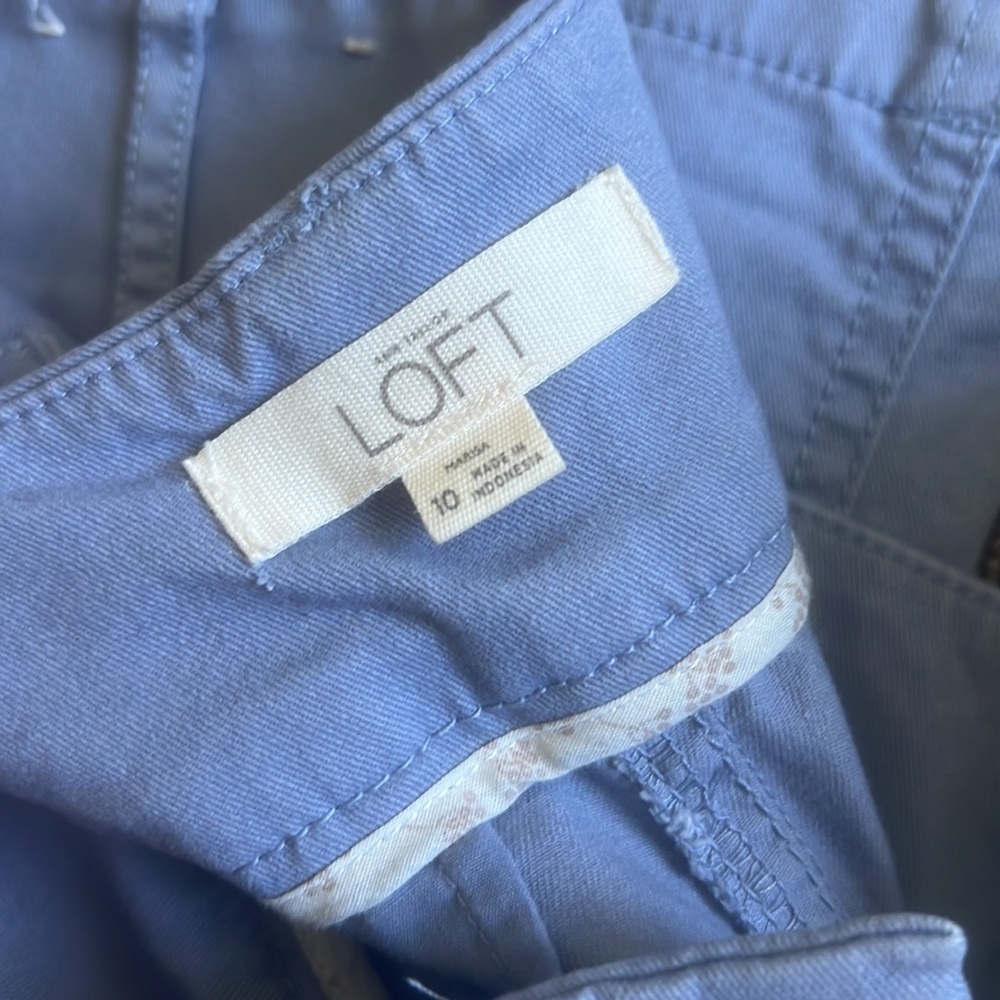 ANN TAYLOR
LOFT
MARISA
10 MADE IN
INDONESIA